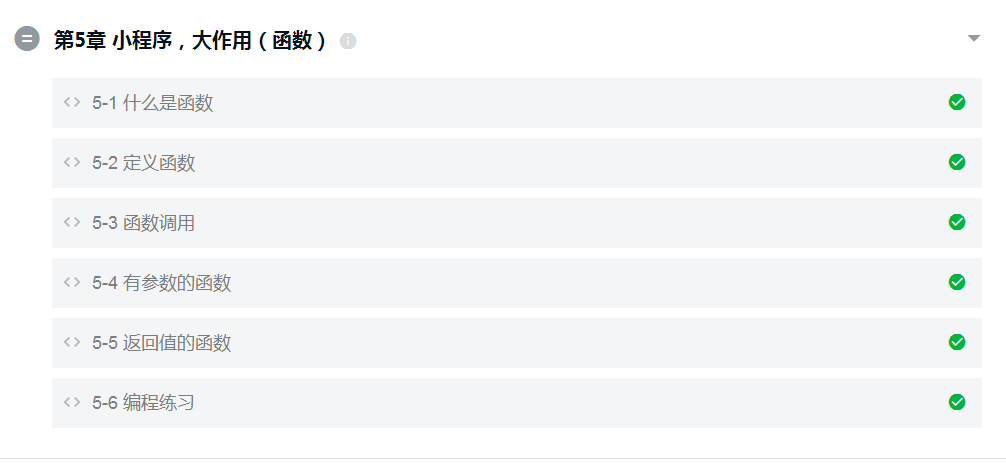 第5章 小程序，大作用（函数）
5-1 什么是函数
5-2 定义函数
5-3 函数调用
5-4 有参数的函数
5-5 返回值的函数
5-6 编程练习